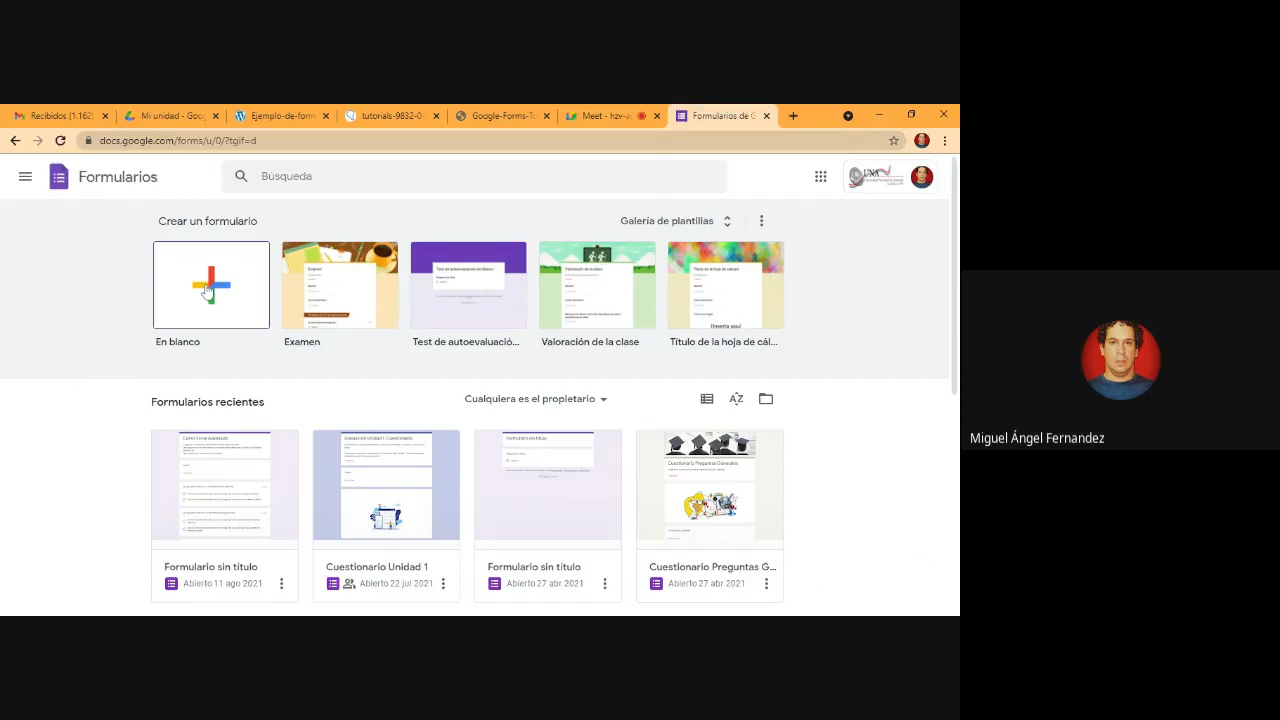 Recibidos (1.162)
Mi unidad - Goog
Ejemplo-de-form
tutorials-9832-0-
Google-Forms-To
Meet - hzv-a
Formularios de G
docs.google.com/forms/u/0/?tgif=d
Formularios
Búsqueda
UNA
Crear un formulario
Galería de plantillas
En blanco
Examen
Test de autoevaluació...
Valoración de la clase
Título de la hoja de cál...
Formularios recientes
Cualquiera es el propietario
AZ
Formulario sin título
Abierto 11 ago 2021
Cuestionario Unidad 1
Abierto 22 jul 2021
Formulario sin título
Abierto 27 abr 2021
Cuestionario Preguntas G...
Abierto 27 abr 2021
Miguel Ángel Fernandez